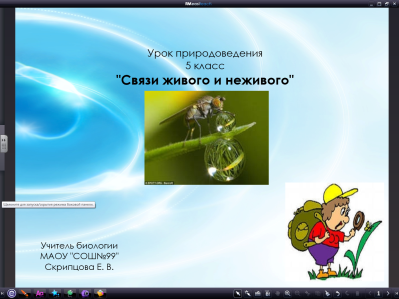 Урок природоведения
5 класс
"Связи живого и неживого"
Учитель биологии
МАОУ "СОШ№99"
Скрипцова Е. В.